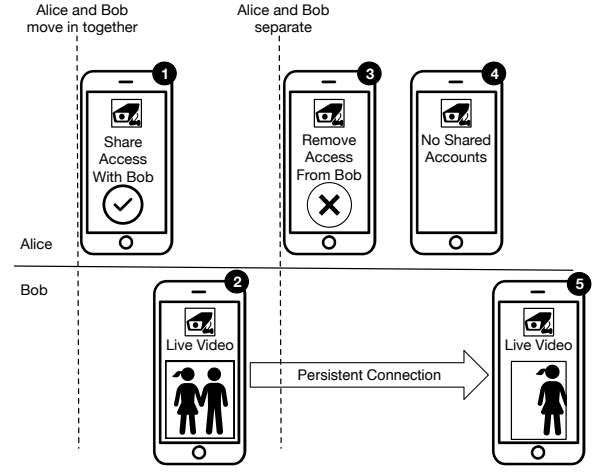 Alice and Bob
move in together
Alice and Bob
separate
1
Share
Access
With Bob
3
Remove
Access
From Bob
4
No Shared
Accounts
Alice
Bob
2
Live Video
Persistent Connection
5
Live Video